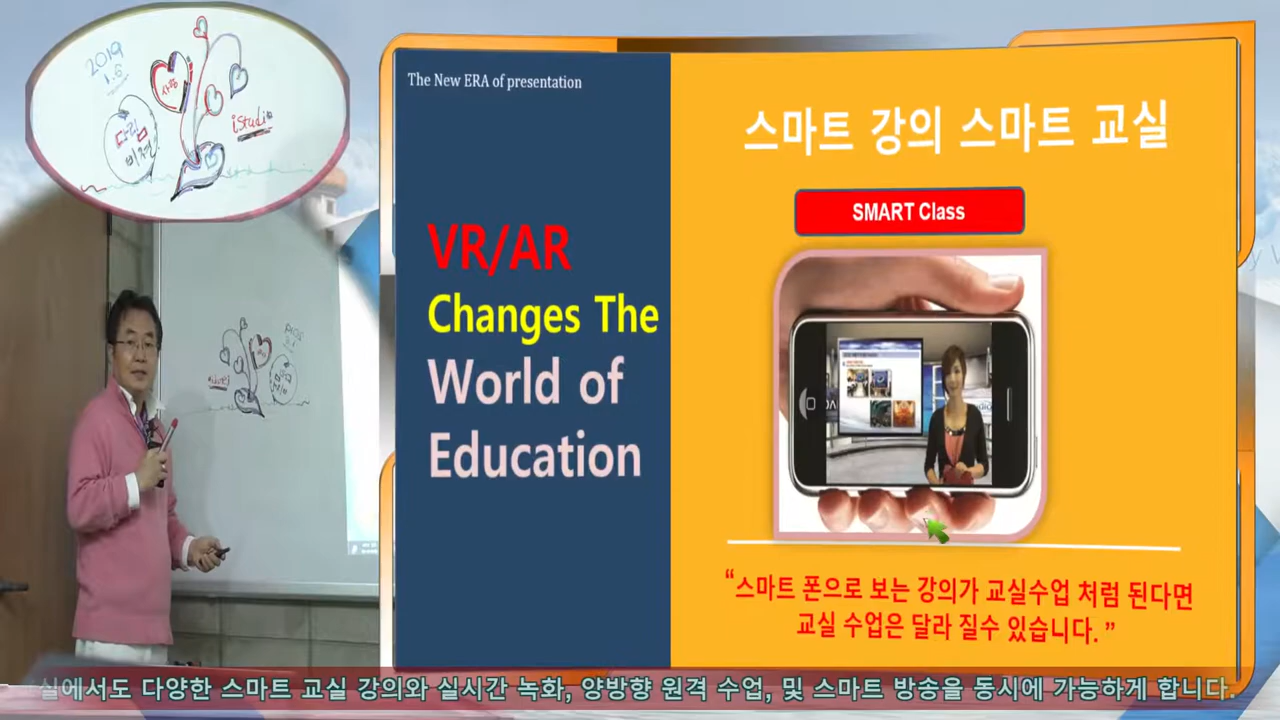 2019
1.6
사랑
비전
iStudio
The New ERA of presentation
VR/AR
Changes The
World of
Education
스마트 강의 스마트 교실
SMART Class
“스마트 폰으로 보는 강의가 교실수업 처럼 된다면
교실 수업은 달라 질수 있습니다.”
실에서도 다양한 스마트 교실 강의와 실시간 녹화, 양방향 원격 수업, 및 스마트 방송을 동시에 가능하게 합니다.